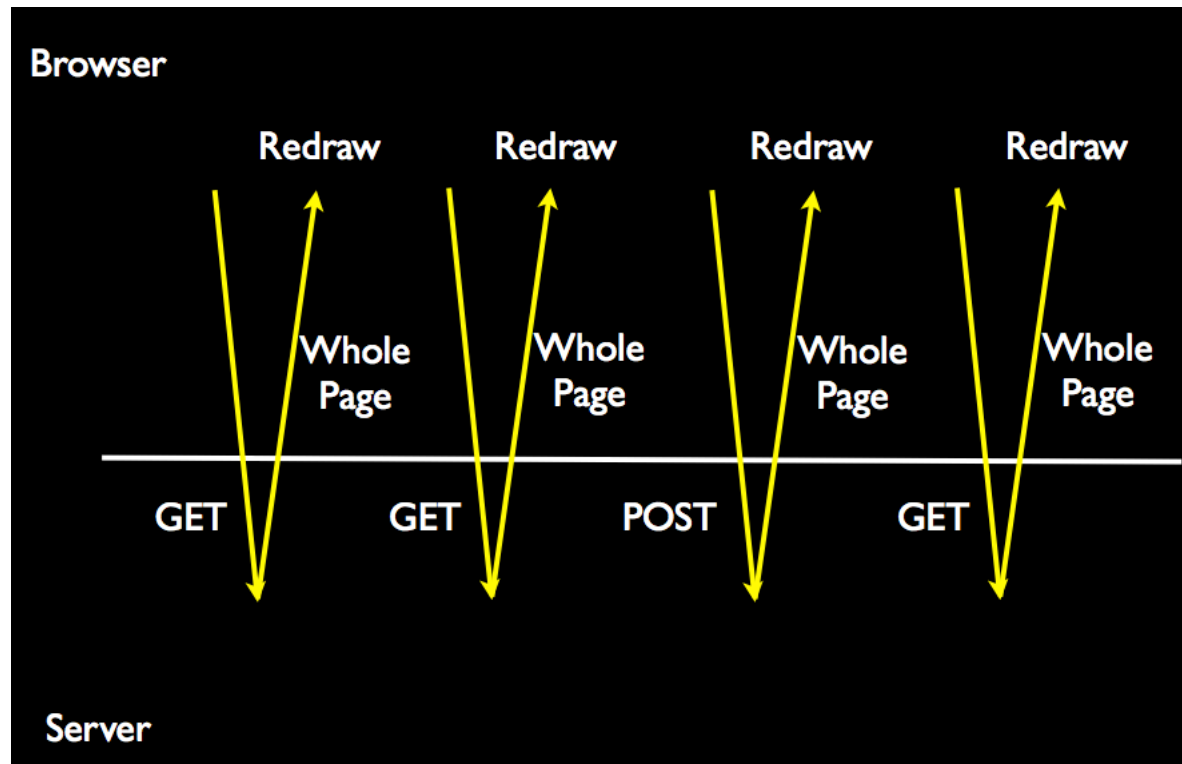 Browser
Redraw Redraw Redraw Redraw
Whole Whole Whole Whole
Page Page Page Page
GET GET POST GET
Server